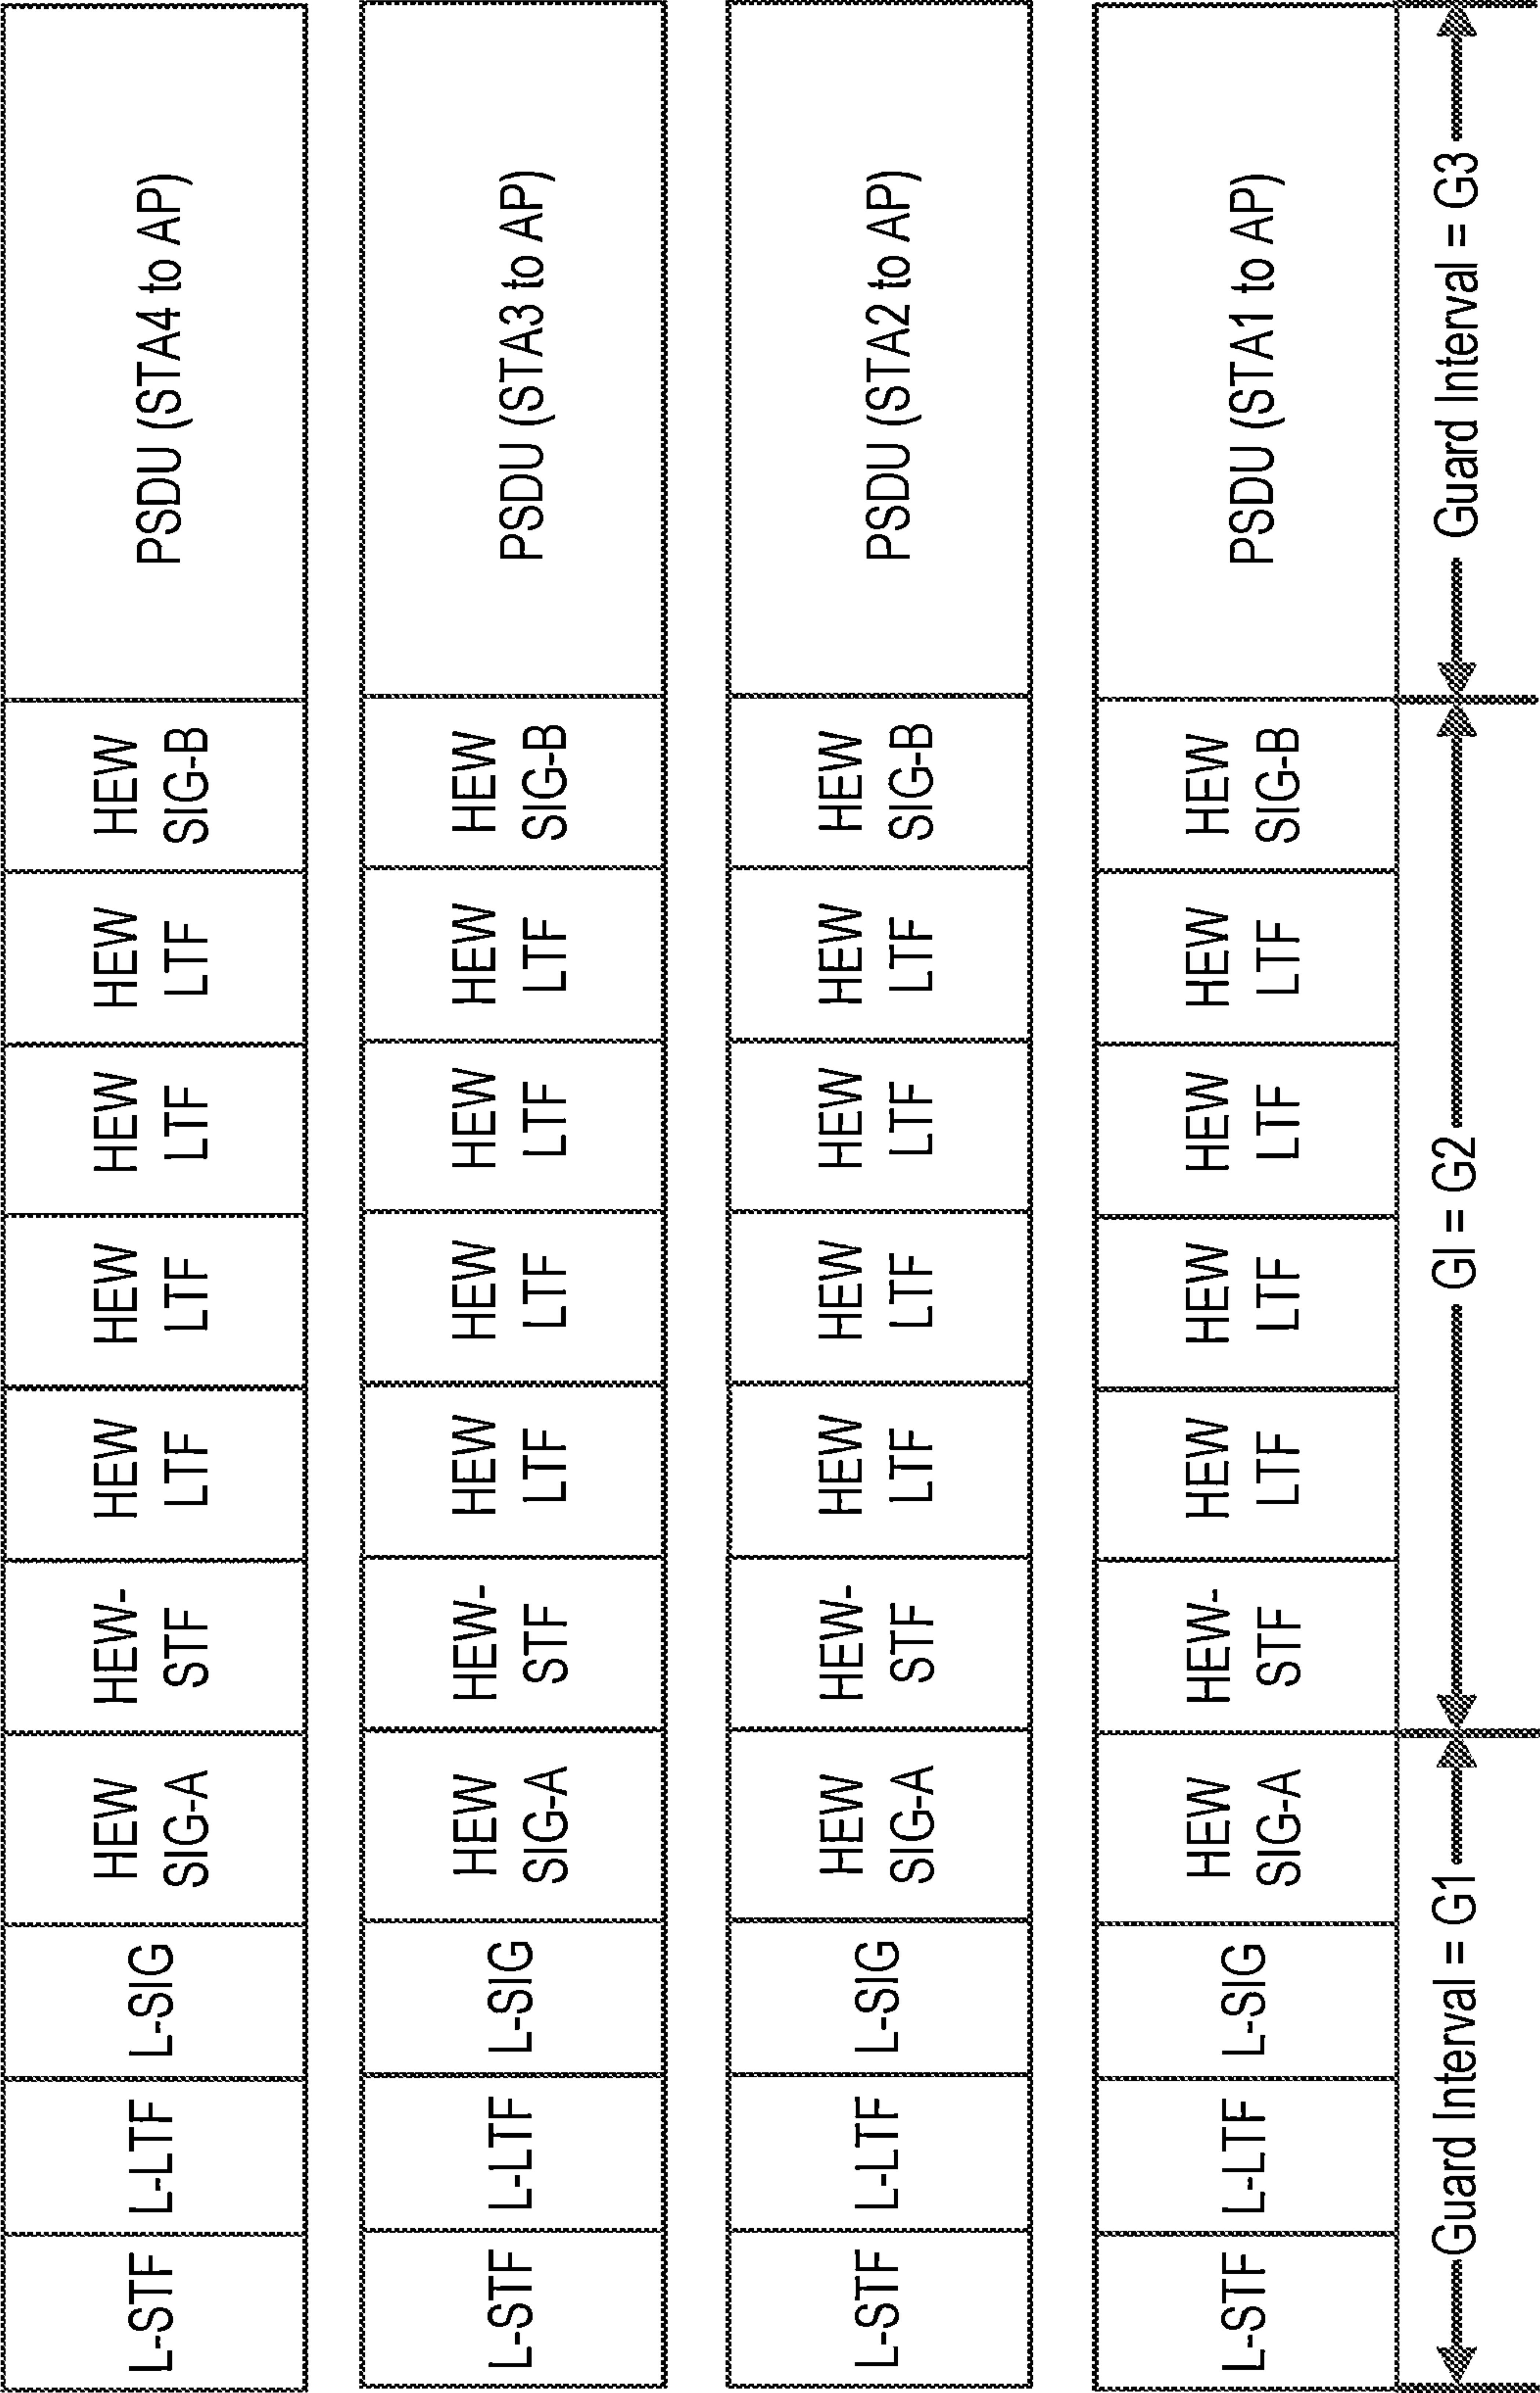 L-STF
L-LTF
L-SIG
HEW
SIG-A
HEW-
STF
HEW
LTF
HEW
LTF
HEW
LTF
HEW
LTF
HEW
SIG-B
PSDU (STA4 to AP)
L-STF
L-LTF
L-SIG
HEW
SIG-A
HEW-
STF
HEW
LTF
HEW
LTF
HEW
LTF
HEW
LTF
HEW
SIG-B
PSDU (STA3 to AP)
L-STF
L-LTF
L-SIG
HEW
SIG-A
HEW-
STF
HEW
LTF
HEW
LTF
HEW
LTF
HEW
LTF
HEW
SIG-B
PSDU (STA2 to AP)
L-STF
L-LTF
L-SIG
HEW
SIG-A
HEW-
STF
HEW
LTF
HEW
LTF
HEW
LTF
HEW
LTF
HEW
SIG-B
PSDU (STA1 to AP)
Guard Interval = G1
GI = G2
Guard Interval = G3